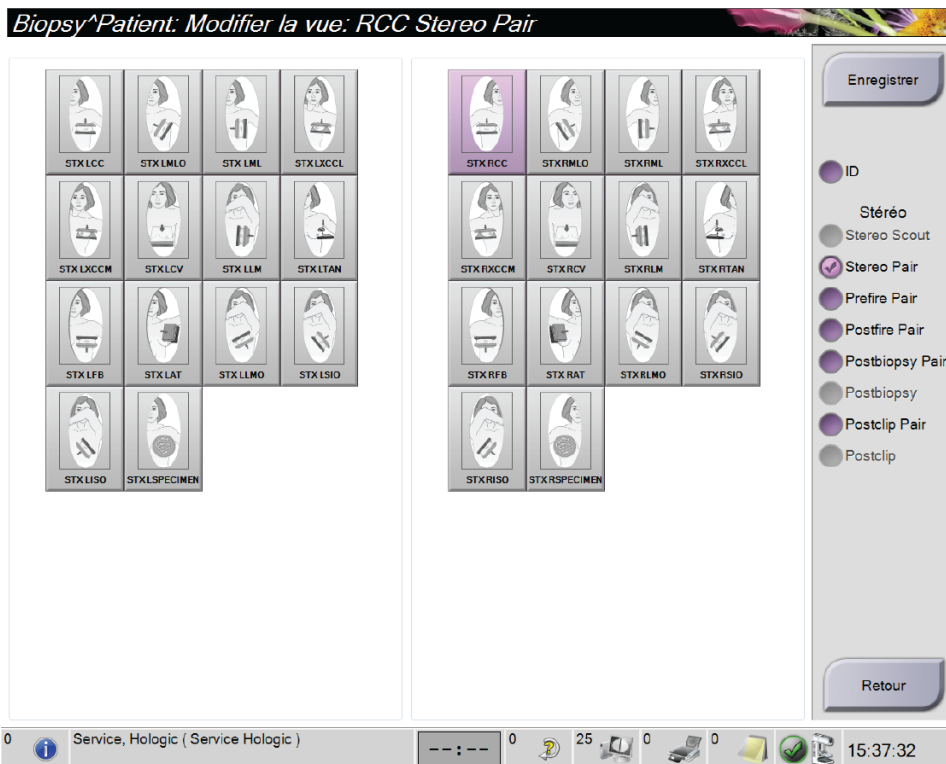 Biopsy^Patient: Modifier la vue: RCC Stereo Pair
STX LCC STX LMLO STX LML STX LXCCL
STX LXCCM STX LCV STX LLM STX LTAN
STX LFB STX LAT STX LLMO STX LSIO
STX LISO STX LSPECIMEN
STX RCC STX RMLO STX RML STX RXCCL
STX RXCCM STX RCV STX RLM STX RTAN
STX RFB STX RAT STX RLMO STX RSIO
STX RISO STX RSPECIMEN
Enregistrer
ID
Stéréo
Stereo Scout
Stereo Pair
Prefire Pair
Postfire Pair
Postbiopsy Pair
Postbiopsy
Postclip Pair
Postclip
Retour
0 Service, Hologic ( Service Hologic ) --:-- 0 25 0 0 15:37:32